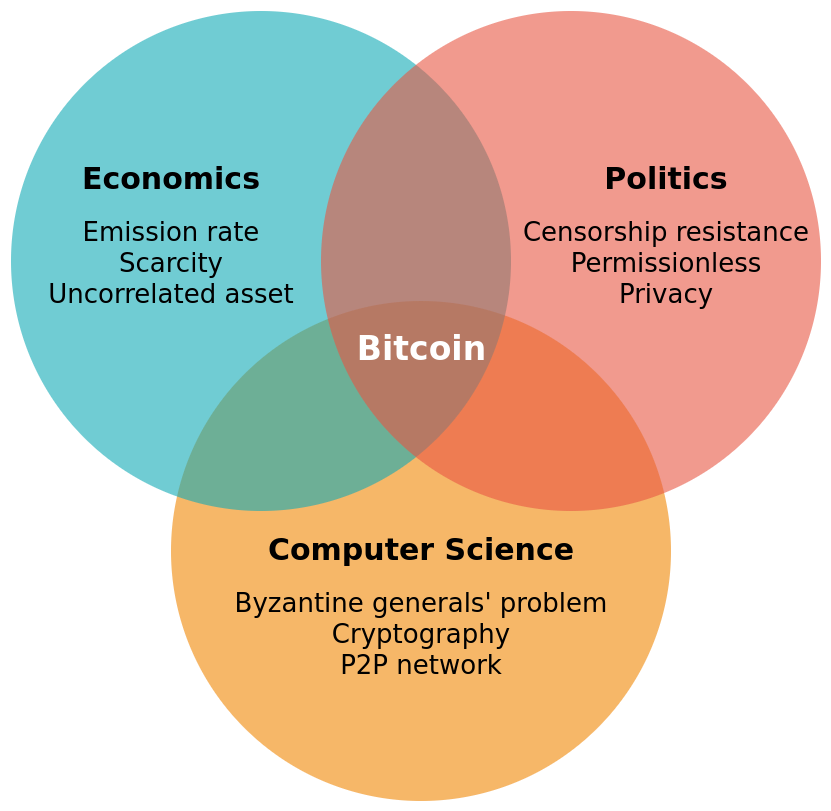 Economics
Emission rate
Scarcity
Uncorrelated asset
Politics
Censorship resistance
Permissionless
Privacy
Bitcoin
Computer Science
Byzantine generals' problem
Cryptography
P2P network